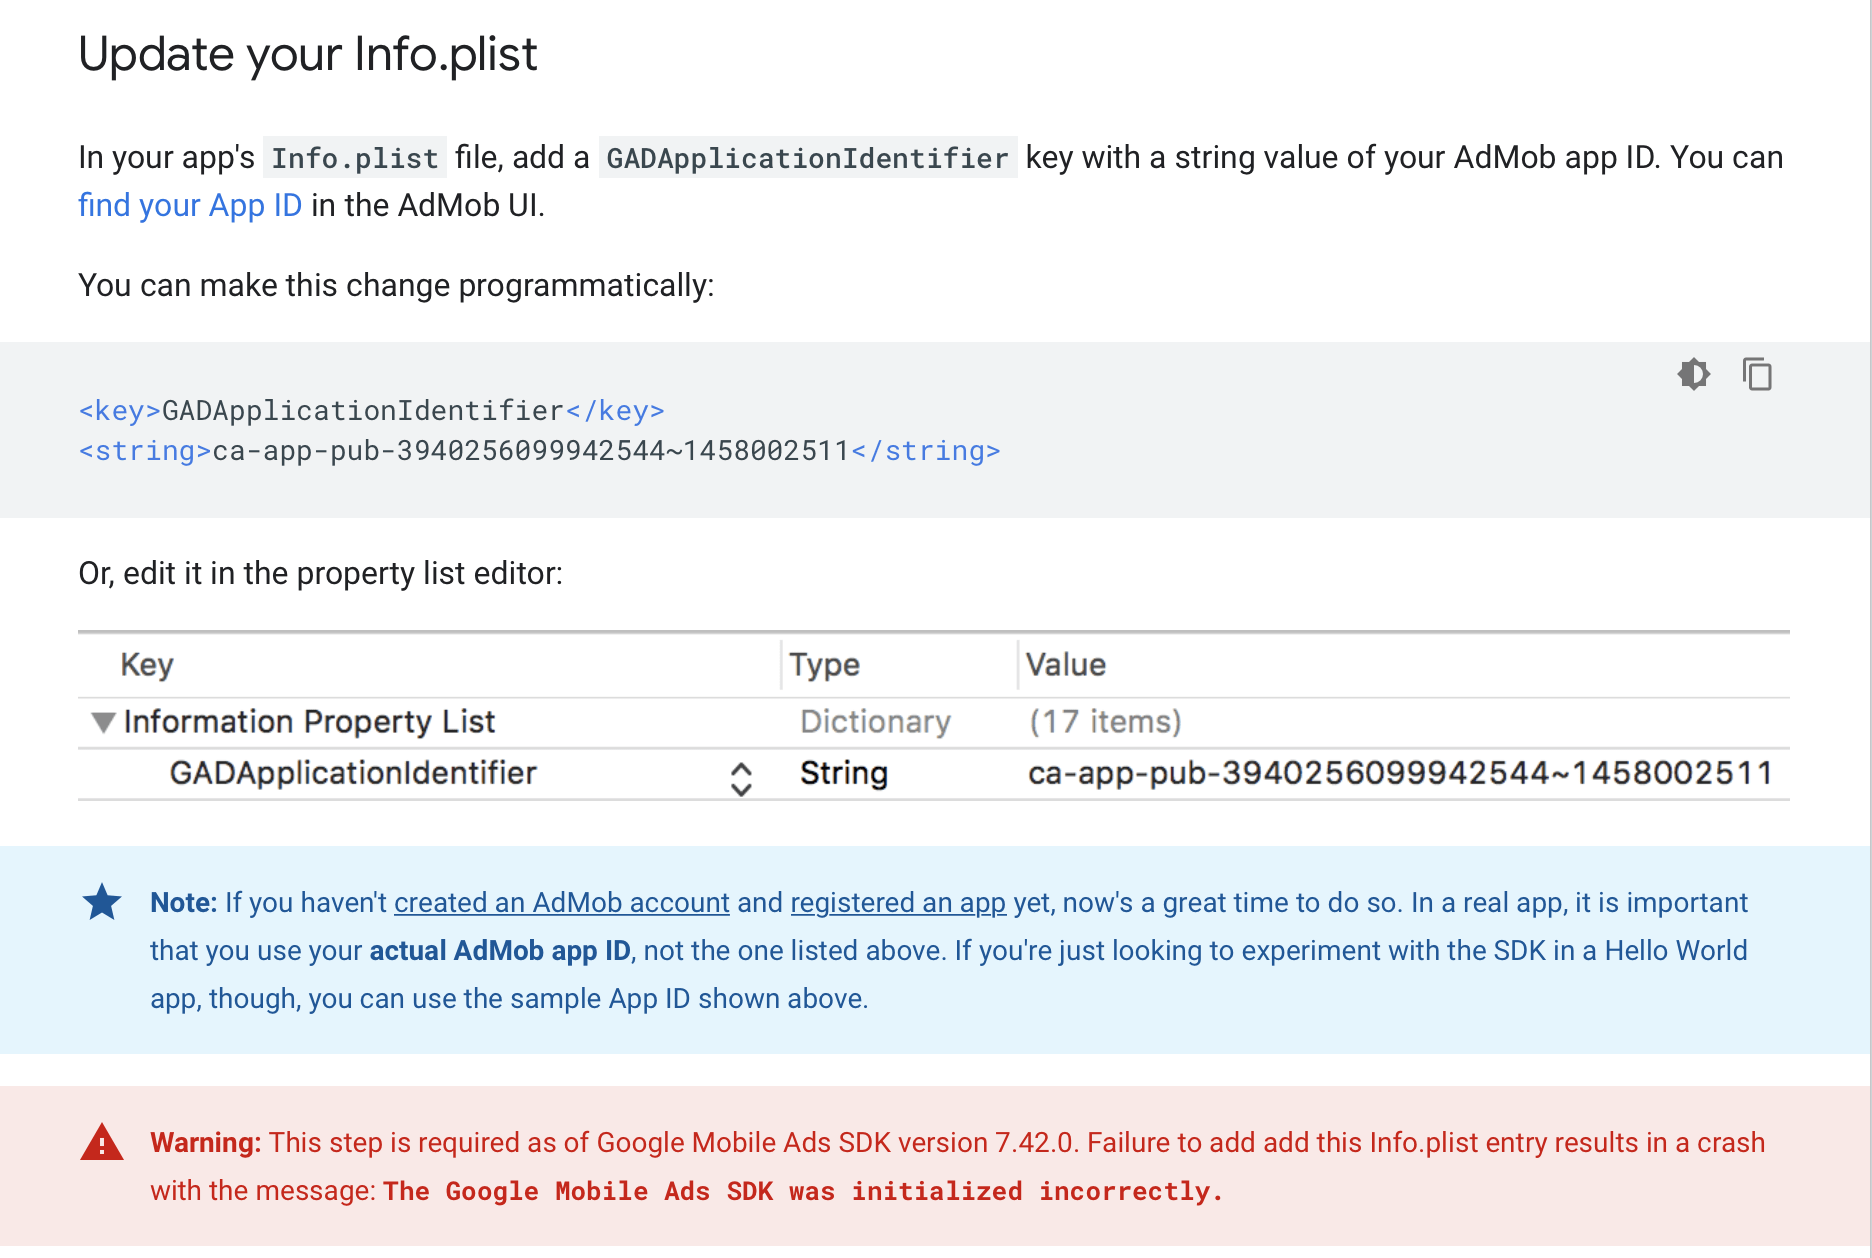 Update your Info.plist
In your app's Info.plist file, add a GADApplicationIdentifier key with a string value of your AdMob app ID. You can
find your App ID in the AdMob UI.
You can make this change programmatically:
<key>GADApplicationIdentifier</key>
<string>ca-app-pub-3940256099942544~1458002511</string>
Or, edit it in the property list editor:
Key Type Value
Information Property List Dictionary (17 items)
GADApplicationIdentifier String ca-app-pub-3940256099942544~1458002511
Note: If you haven't created an AdMob account and registered an app yet, now's a great time to do so. In a real app, it is important
that you use your actual AdMob app ID, not the one listed above. If you're just looking to experiment with the SDK in a Hello World
app, though, you can use the sample App ID shown above.
Warning: This step is required as of Google Mobile Ads SDK version 7.42.0. Failure to add add this Info.plist entry results in a crash
with the message: The Google Mobile Ads SDK was initialized incorrectly.